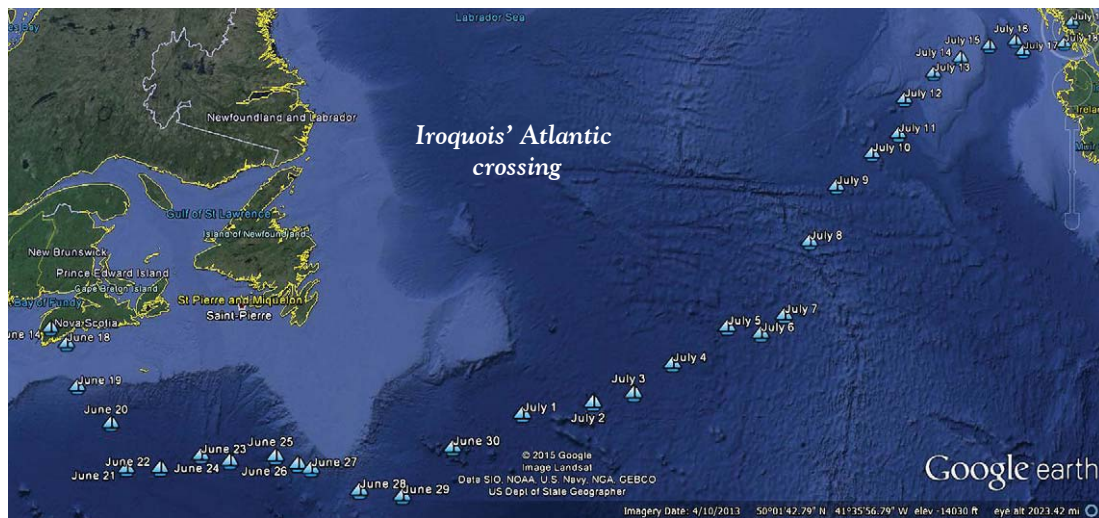 Labrador Sea
Iroquois' Atlantic
crossing
Newfoundland and Labrador
Gulf of St Lawrence
Island of Newfoundland
New Brunswick
Prince Edward Island
Cape Breton Island
Bay of Fundy
St Pierre and Miquelon
Saint-Pierre
Nova Scotia
June 14
June 18
June 19
June 20
June 21
June 22
June 23
June 24
June 25
June 26
June 27
June 28
June 29
June 30
July 1
July 2
July 3
July 4
July 5
July 6
July 7
July 8
July 9
July 10
July 11
July 12
July 13
July 14
July 15
July 16
July 17
July 18
© 2015 Google
Image Landsat
Data SIO, NOAA, U.S. Navy, NGA, GEBCO
US Dept of State Geographer
Google earth
Imagery Date: 4/10/2013 50°01'42.79" N 41°35'56.79" W elev -14030 ft eye alt 2023.42 mi